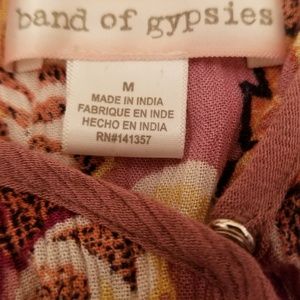 band of gypsies
M
MADE IN INDIA
FABRIQUE EN INDE
HECHO EN INDIA
RN#141357